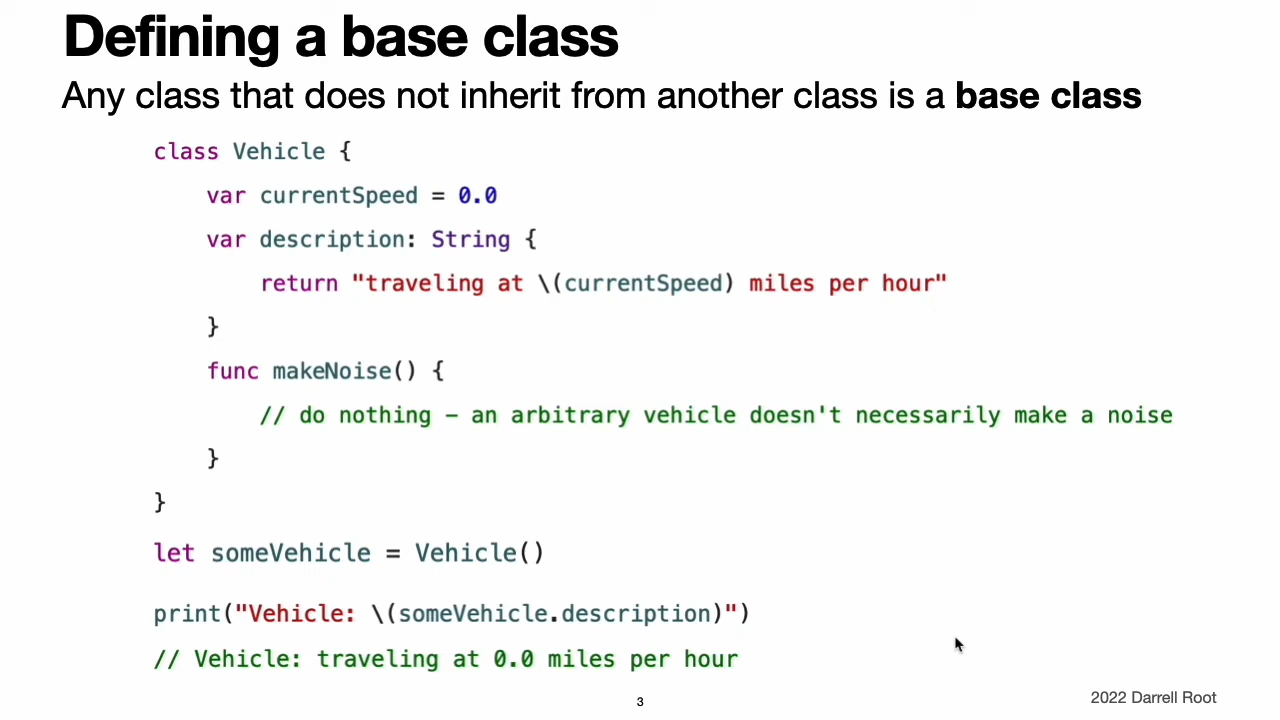 Defining a base class
Any class that does not inherit from another class is a base class
class Vehicle {
    var currentSpeed = 0.0
    var description: String {
        return "traveling at \(currentSpeed) miles per hour"
    }
    func makeNoise() {
        // do nothing – an arbitrary vehicle doesn't necessarily make a noise
    }
}
let someVehicle = Vehicle()
print("Vehicle: \(someVehicle.description)")
// Vehicle: traveling at 0.0 miles per hour
3
2022 Darrell Root